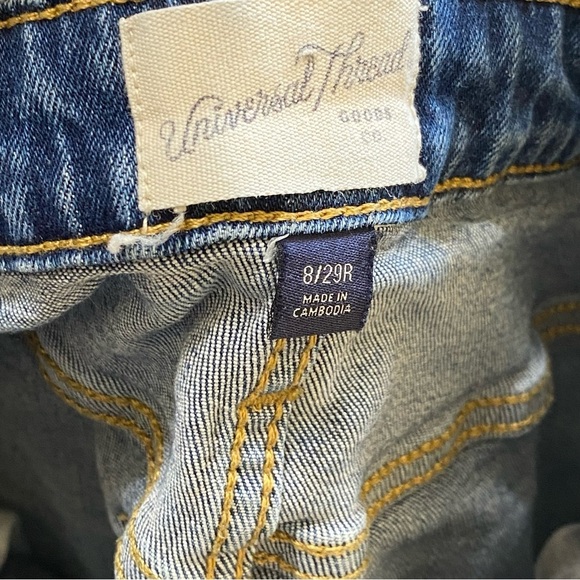 Universal Thread
GOODS
CO.
8/29R
MADE IN
CAMBODIA